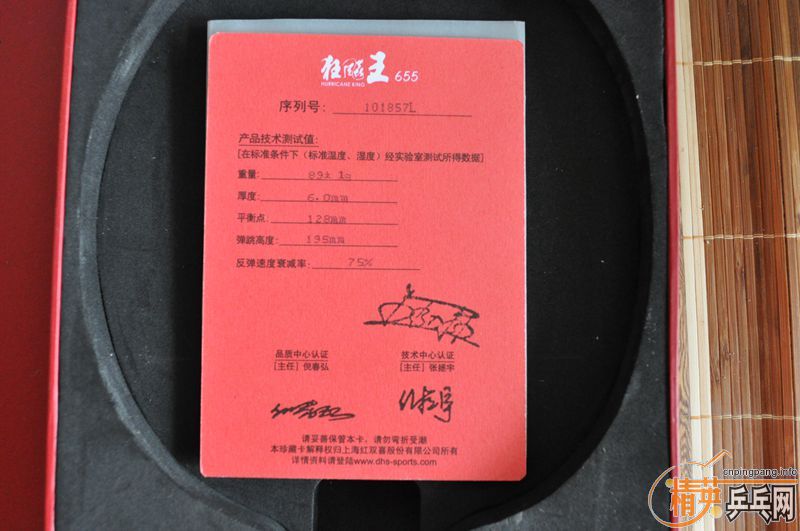 狂飚王 655
HURRICANE KING
序列号: 101857L
产品技术测试值:
[在标准条件下（标准温度、湿度）经实验室测试所得数据]
重量: 89± 1g
厚度: 6.0mm
平衡点: 128mm
弹跳高度: 195mm
反弹速度衰减率: 75%
品质中心认证 技术中心认证
[主任] 倪春弘 [主任] 张摇宇
请妥善保管本卡，请勿弯折受潮
本珍藏卡解释权归上海红双喜股份有限公司所有
详情资料请登陆www.dhs-sports.com
cnpingpang.info
精英乒乓网